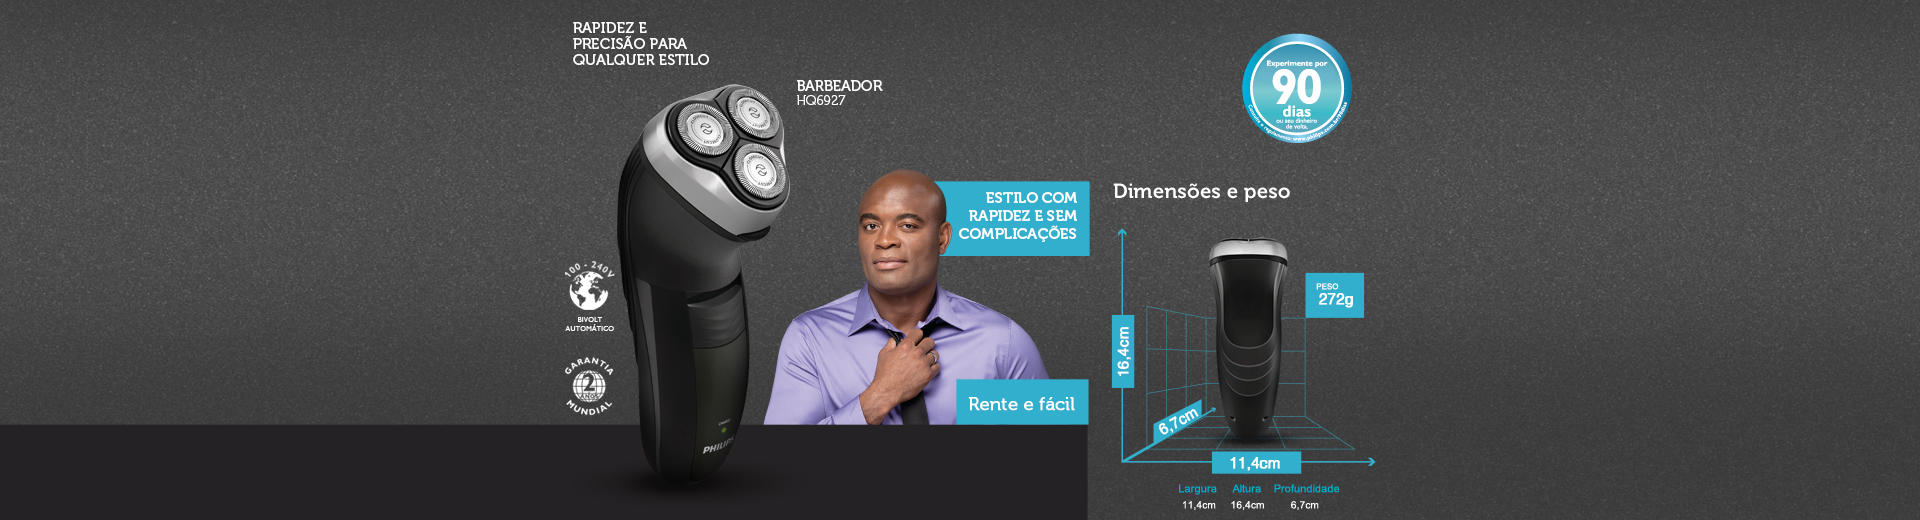 RAPIDEZ E
PRECISÃO PARA
QUALQUER ESTILO
BARBEADOR
HQ6927
Experimente por
90
dias
ou seu dinheiro
de volta.
100 - 240V
BIVOLT
AUTOMÁTICO
GARANTIA
2
ANOS
MUNDIAL
PHILIPS
ESTILO COM
RAPIDEZ E SEM
COMPLICAÇÕES
Rente e fácil
Dimensões e peso
PESO
272g
16,4cm
6,7cm
11,4cm
Largura Altura Profundidade
11,4cm 16,4cm 6,7cm